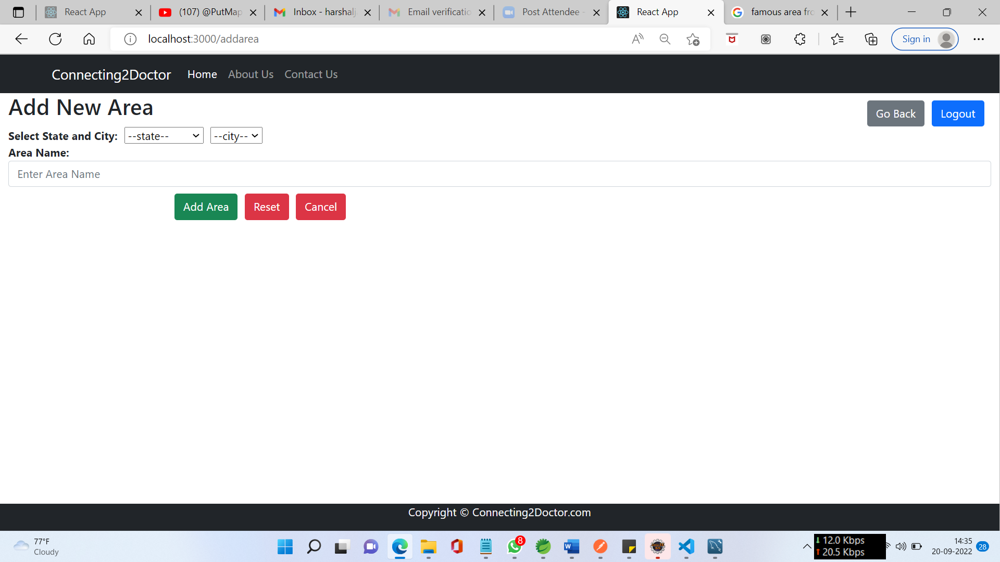 React App
(107) @PutMap
Inbox - harshalj
Email verificatio
Post Attendee -
React App
famous area fro
localhost:3000/addarea
Sign in
Connecting2Doctor Home About Us Contact Us
Add New Area
Go Back Logout
Select State and City: --state-- --city--
Area Name:
Enter Area Name
Add Area Reset Cancel
Copyright © Connecting2Doctor.com
77°F
Cloudy
8
12.0 Kbps
20.5 Kbps
14:35
20-09-2022
28